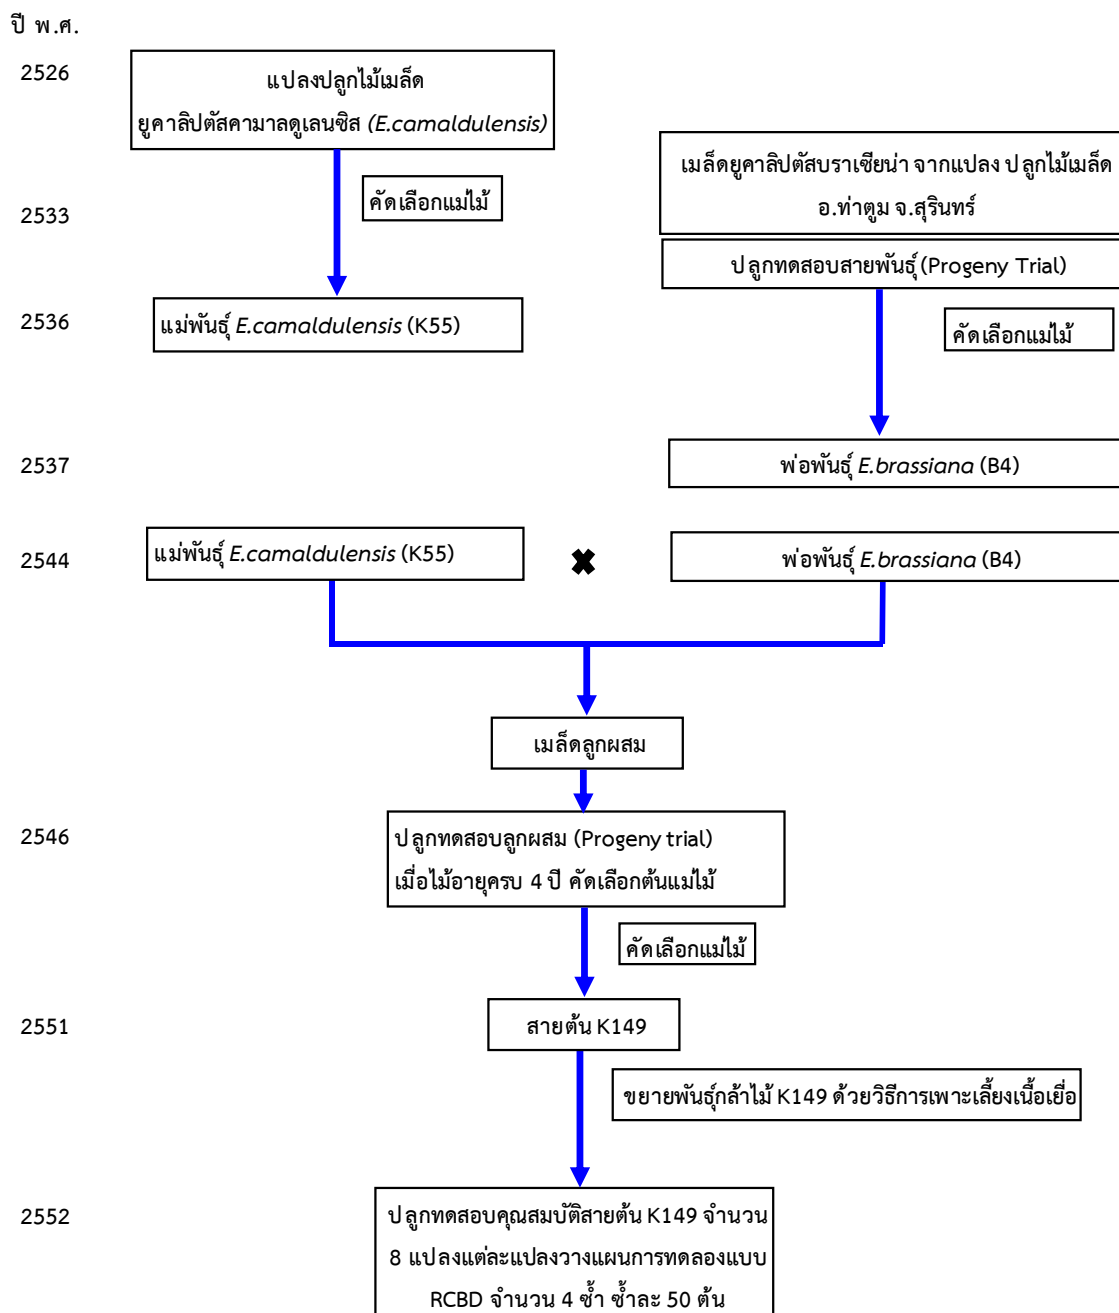 ปี พ.ศ.
2526
แปลงปลูกไม้เมล็ด
ยูคาลิปตัสคามาลดูเลนซิส (E.camaldulensis)
เมล็ดยูคาลิปตัสบราเซียน่า จากแปลง ปลูกไม้เมล็ด
อ.ท่าตูม จ.สุรินทร์
คัดเลือกแม่ไม้
2533
ปลูกทดสอบสายพันธุ์ (Progeny Trial)
2536
แม่พันธุ์ E.camaldulensis (K55)
คัดเลือกแม่ไม้
2537
พ่อพันธุ์ E.brassiana (B4)
2544
แม่พันธุ์ E.camaldulensis (K55)
พ่อพันธุ์ E.brassiana (B4)
เมล็ดลูกผสม
2546
ปลูกทดสอบลูกผสม (Progeny trial)
เมื่อไม้อายุครบ 4 ปี คัดเลือกต้นแม่ไม้
คัดเลือกแม่ไม้
2551
สายต้น K149
ขยายพันธุ์กล้าไม้ K149 ด้วยวิธีการเพาะเลี้ยงเนื้อเยื่อ
2552
ปลูกทดสอบคุณสมบัติสายต้น K149 จำนวน
8 แปลงแต่ละแปลงวางแผนการทดลองแบบ
RCBD จำนวน 4 ซ้ำ ซ้ำละ 50 ต้น